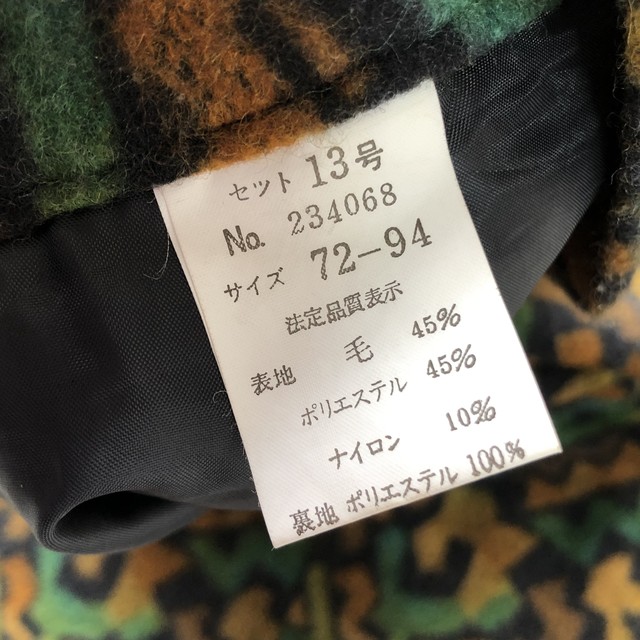 セット 13号
No. 234068
サイズ 72-94
法定品質表示
表地 毛 45%
ポリエステル 45%
ナイロン 10%
裏地 ポリエステル 100%